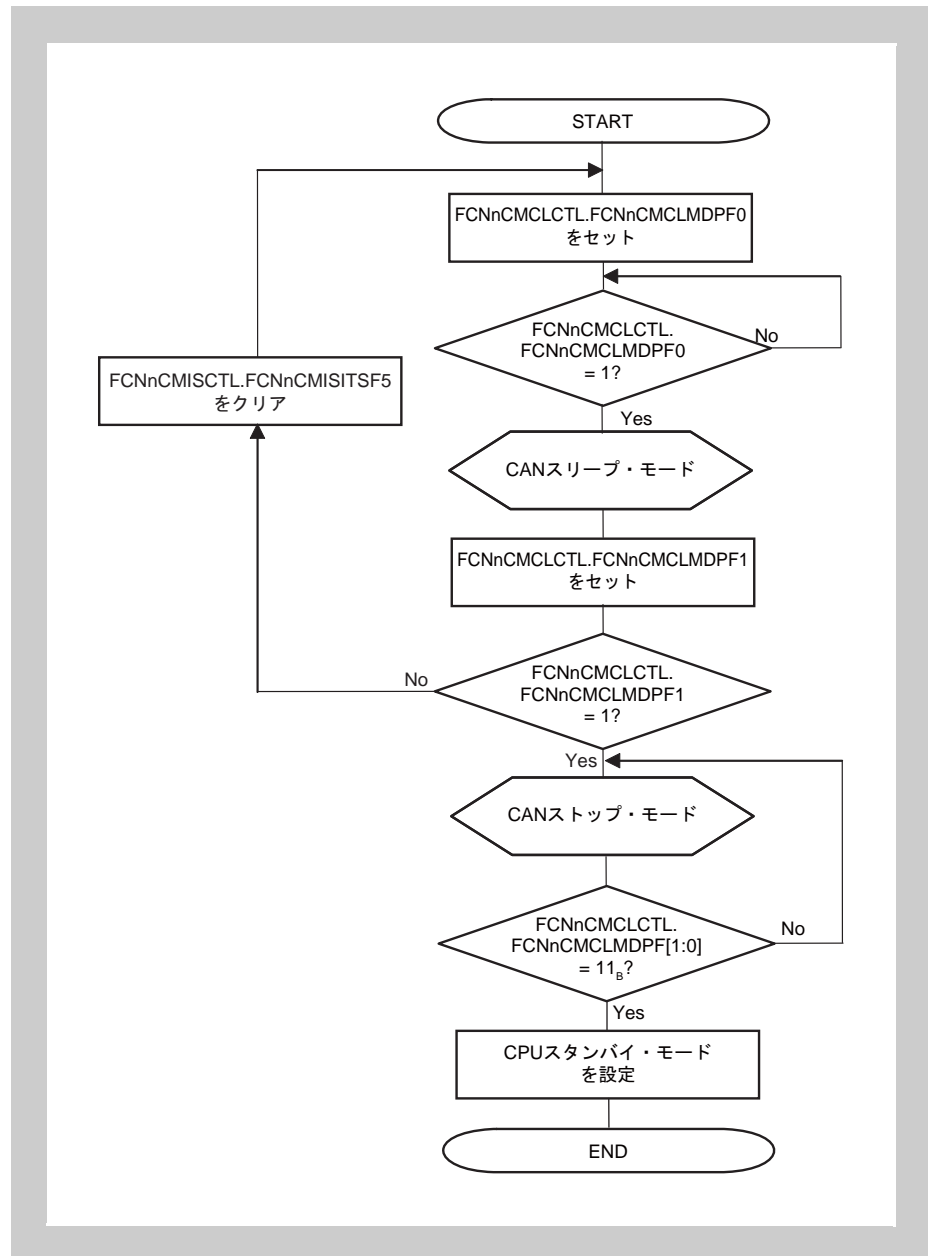 START
FCNnCMCLCTL.FCNnCMCLMDPF0
をセット
FCNnCMCLCTL.
FCNnCMCLMDPF0
= 1?
No
FCNnCMISCTL.FCNnCMISITSF5
をクリア
Yes
CANスリープ・モード
FCNnCMCLCTL.FCNnCMCLMDPF1
をセット
No
FCNnCMCLCTL.
FCNnCMCLMDPF1
= 1?
Yes
CANストップ・モード
FCNnCMCLCTL.
FCNnCMCLMDPF[1:0]
= 11B?
No
Yes
CPUスタンバイ・モード
を設定
END